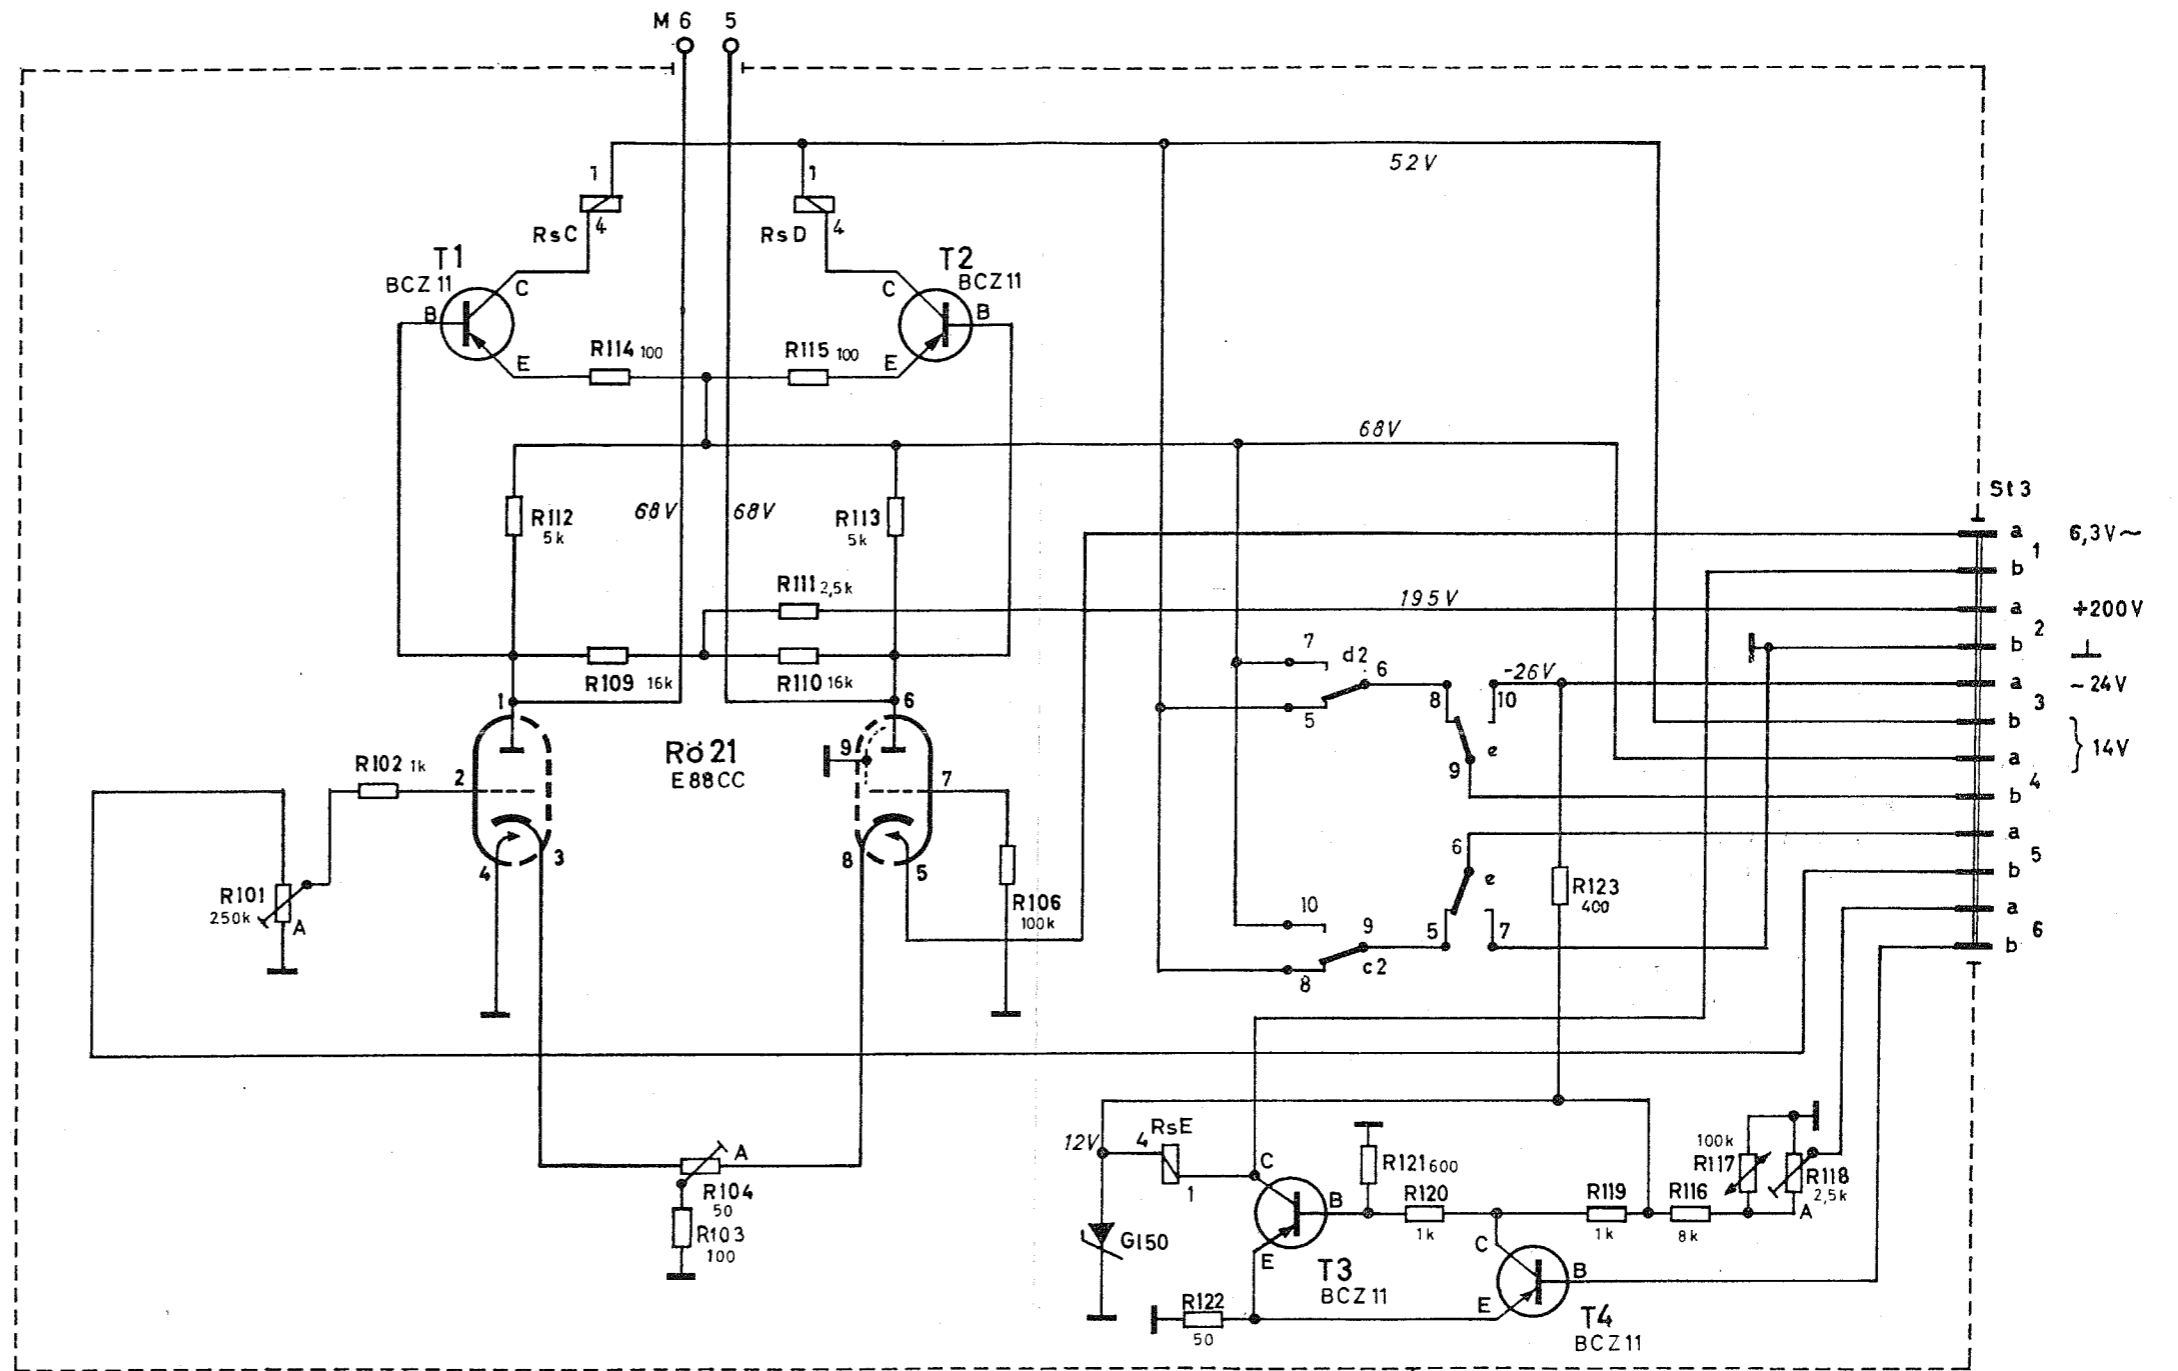 M 6 5
52V
1 1
4 4
RsC RsD
T1 T2
BCZ 11 BCZ 11
C C
B B
E E
R114 100 R115 100
68V
St 3
R112 68V 68V R113
5k 5k
a 6,3V~
1
b
R111 2,5k
195V
a +200V
2
b ⊥
7 d2 6
-26V
a -24V
R109 16k R110 16k
8 10
3
1 6
5
b
} 14V
Rö 21
E88CC
9
R102 1k
2 7
9 e
a
4
b
6
a
4 3 8 5
5
R101
250k
A
R106
100k
e
R123
400
b
10
a
9 5 7
6
b
8 c2
RsE
12V 4
1
C
R121 600
100k
R117
R118
2,5k
A
R104
50
R103
100
B
R120
1k
R119
1k
R116
8k
A
G150
E
C
T3
BCZ 11
B
R122
50
E
T4
BCZ 11